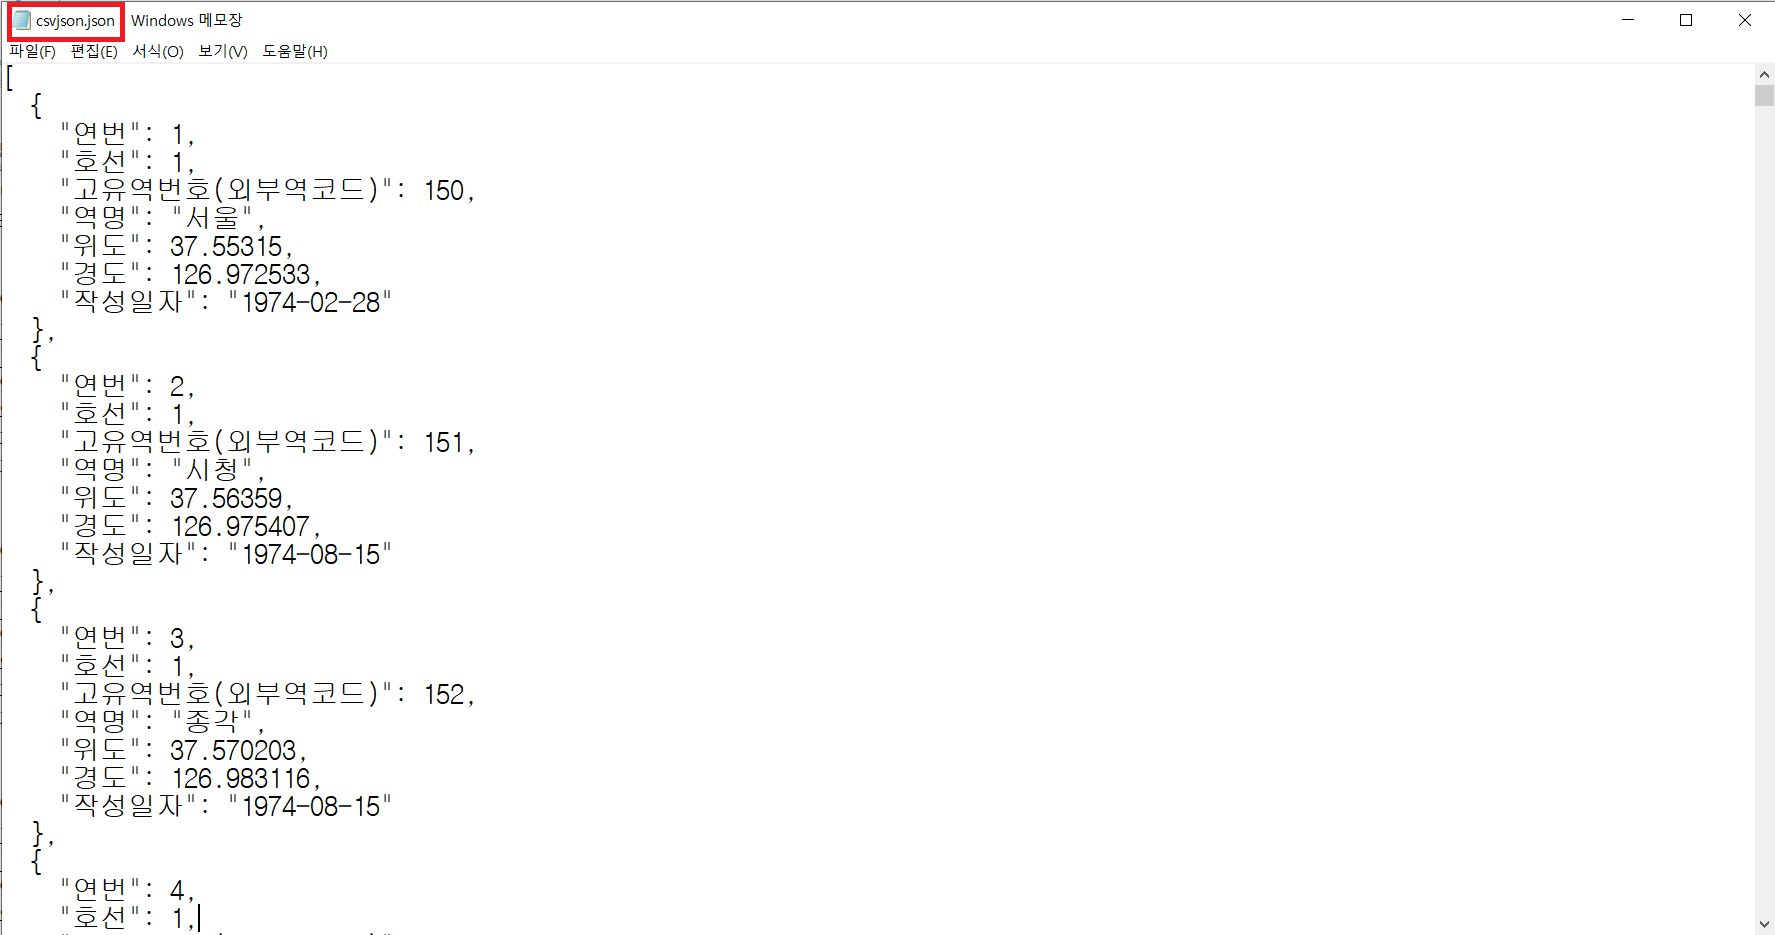 csvjson.json Windows 메모장
파일(F) 편집(E) 서식(O) 보기(V) 도움말(H)
[
  {
    "연번": 1,
    "호선": 1,
    "고유역번호(외부역코드)": 150,
    "역명": "서울",
    "위도": 37.55315,
    "경도": 126.972533,
    "작성일자": "1974-02-28"
  },
  {
    "연번": 2,
    "호선": 1,
    "고유역번호(외부역코드)": 151,
    "역명": "시청",
    "위도": 37.56359,
    "경도": 126.975407,
    "작성일자": "1974-08-15"
  },
  {
    "연번": 3,
    "호선": 1,
    "고유역번호(외부역코드)": 152,
    "역명": "종각",
    "위도": 37.570203,
    "경도": 126.983116,
    "작성일자": "1974-08-15"
  },
  {
    "연번": 4,
    "호선": 1,